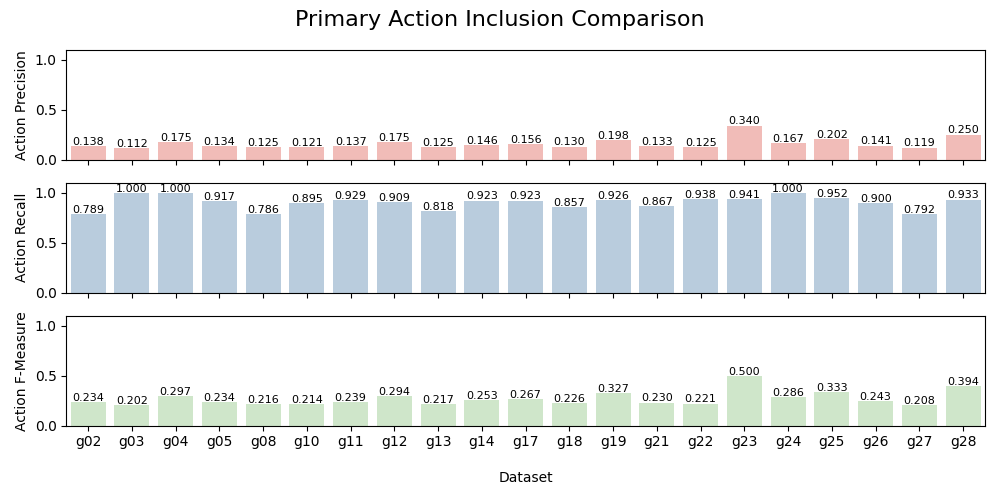 Primary Action Inclusion Comparison
Action Precision
1.0
0.5
0.0
0.138 0.112 0.175 0.134 0.125 0.121 0.137 0.175 0.125 0.146 0.156 0.130 0.198 0.133 0.125 0.340 0.167 0.202 0.141 0.119 0.250
Action Recall
1.0
0.5
0.0
0.789 1.000 1.000 0.917 0.786 0.895 0.929 0.909 0.818 0.923 0.923 0.857 0.926 0.867 0.938 0.941 1.000 0.952 0.900 0.792 0.933
Action F-Measure
1.0
0.5
0.0
0.234 0.202 0.297 0.234 0.216 0.214 0.239 0.294 0.217 0.253 0.267 0.226 0.327 0.230 0.221 0.500 0.286 0.333 0.243 0.208 0.394
g02 g03 g04 g05 g08 g10 g11 g12 g13 g14 g17 g18 g19 g21 g22 g23 g24 g25 g26 g27 g28
Dataset